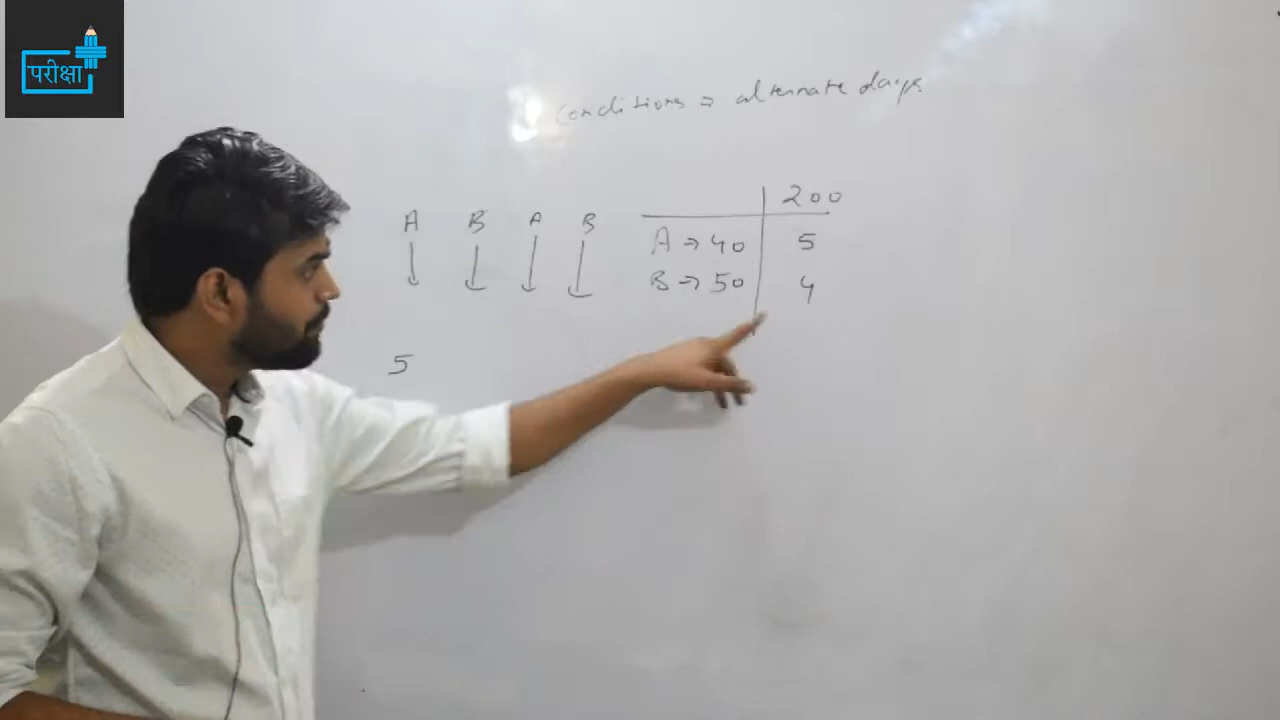 परीक्षा
conditions = alternate days
A B A B
200
A → 40 5
B → 50 4
5